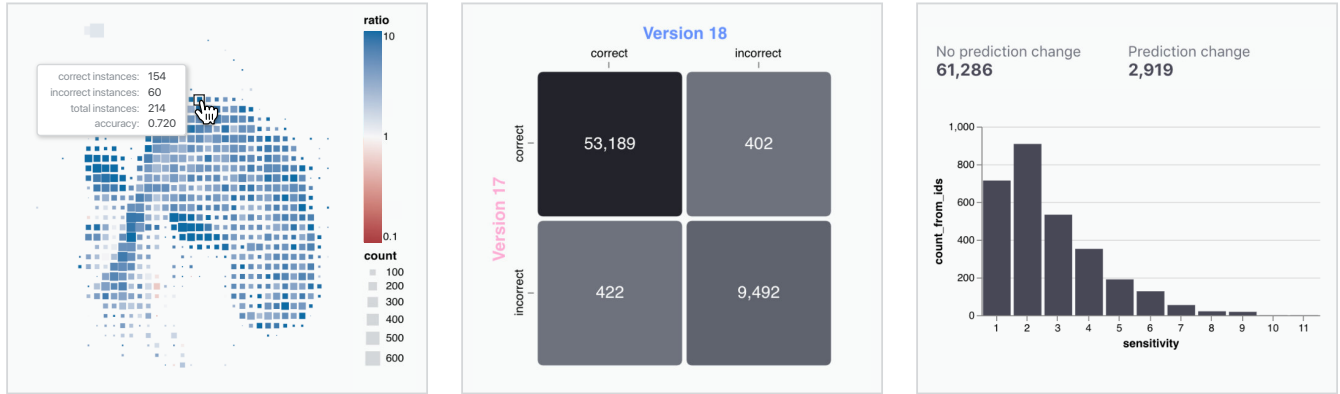 ratio
10
1
0.1
correct instances: 154
incorrect instances: 60
total instances: 214
accuracy: 0.720
count
100
200
300
400
500
600
Version 18
correct incorrect
Version 17
correct
53,189 402
incorrect
422 9,492
No prediction change Prediction change
61,286 2,919
count_from_ids
1,000
800
600
400
200
0
1 2 3 4 5 6 7 8 9 10 11
sensitivity